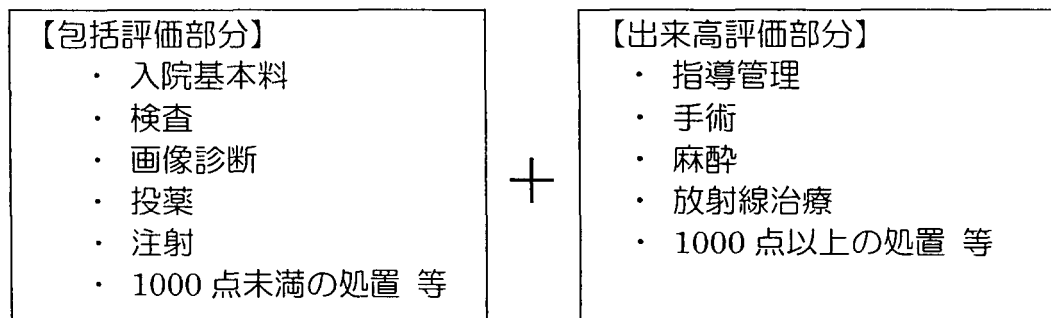 【包括評価部分】
・ 入院基本料
・ 検査
・ 画像診断
・ 投薬
・ 注射
・ 1000 点未満の処置 等
＋
【出来高評価部分】
・ 指導管理
・ 手術
・ 麻酔
・ 放射線治療
・ 1000 点以上の処置 等